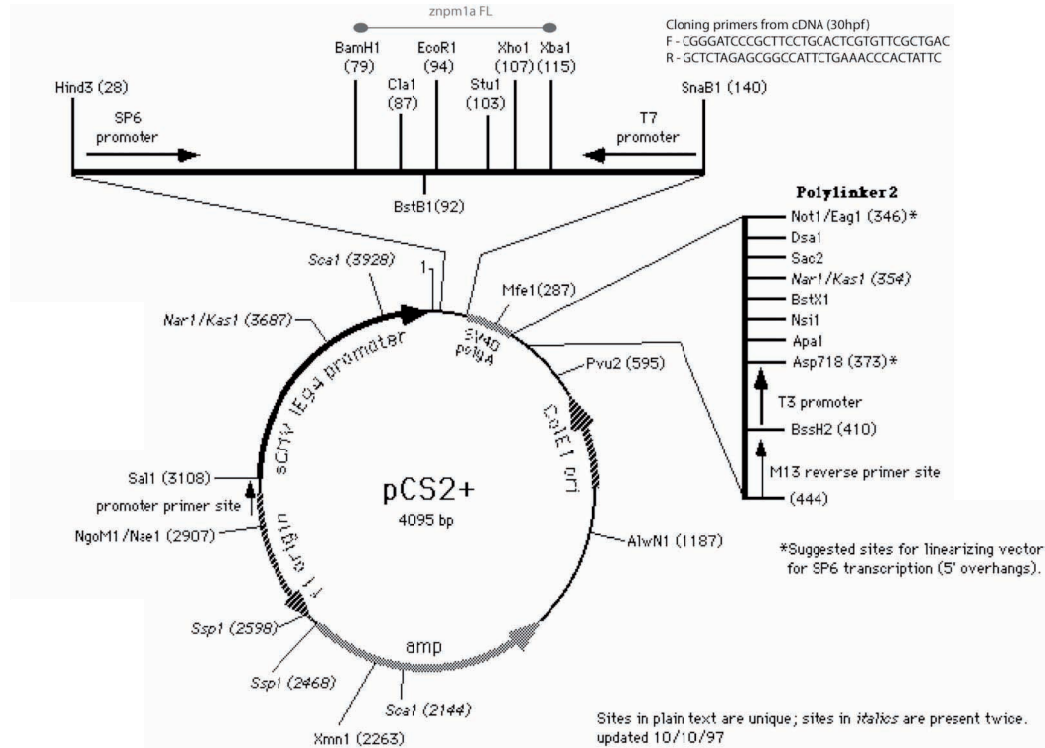 znpm1a FL
Cloning primers from cDNA (30hpf)
F - CGGGATCCCGCTTCCTGCACTCGTGTTCGCTGAC
R - GCTCTAGAGCGGCCATTCTGAAACCCACTATTC
BamH1 (79)
EcoR1 (94)
Xho1 (107)
Xba1 (115)
Hind3 (28)
Cla1 (87)
Stu1 (103)
SnaB1 (140)
SP6 promoter
T7 promoter
BstB1(92)
Polylinker2
Not1/Eag1 (346)*
Dsa1
Sac2
Nar1/Kas1 (354)
BstX1
Nsi1
Apa1
Asp718 (373)*
T3 promoter
BssH2 (410)
M13 reverse primer site
(444)
Sca1 (3928)
1
Mfe1(287)
Nar1/Kas1 (3687)
SV40 polyA
Pvu2 (595)
sCMV IE94 promoter
ColE1 ori
Sal1 (3108)
promoter primer site
pCS2+
4095 bp
NgoM1/Nae1 (2907)
f1 origin
AlwN1 (1187)
*Suggested sites for linearizing vector
for SP6 transcription (5' overhangs).
Ssp1 (2598)
amp
Ssp1 (2468)
Sca1 (2144)
Xmn1 (2263)
Sites in plain text are unique; sites in italics are present twice.
updated 10/10/97